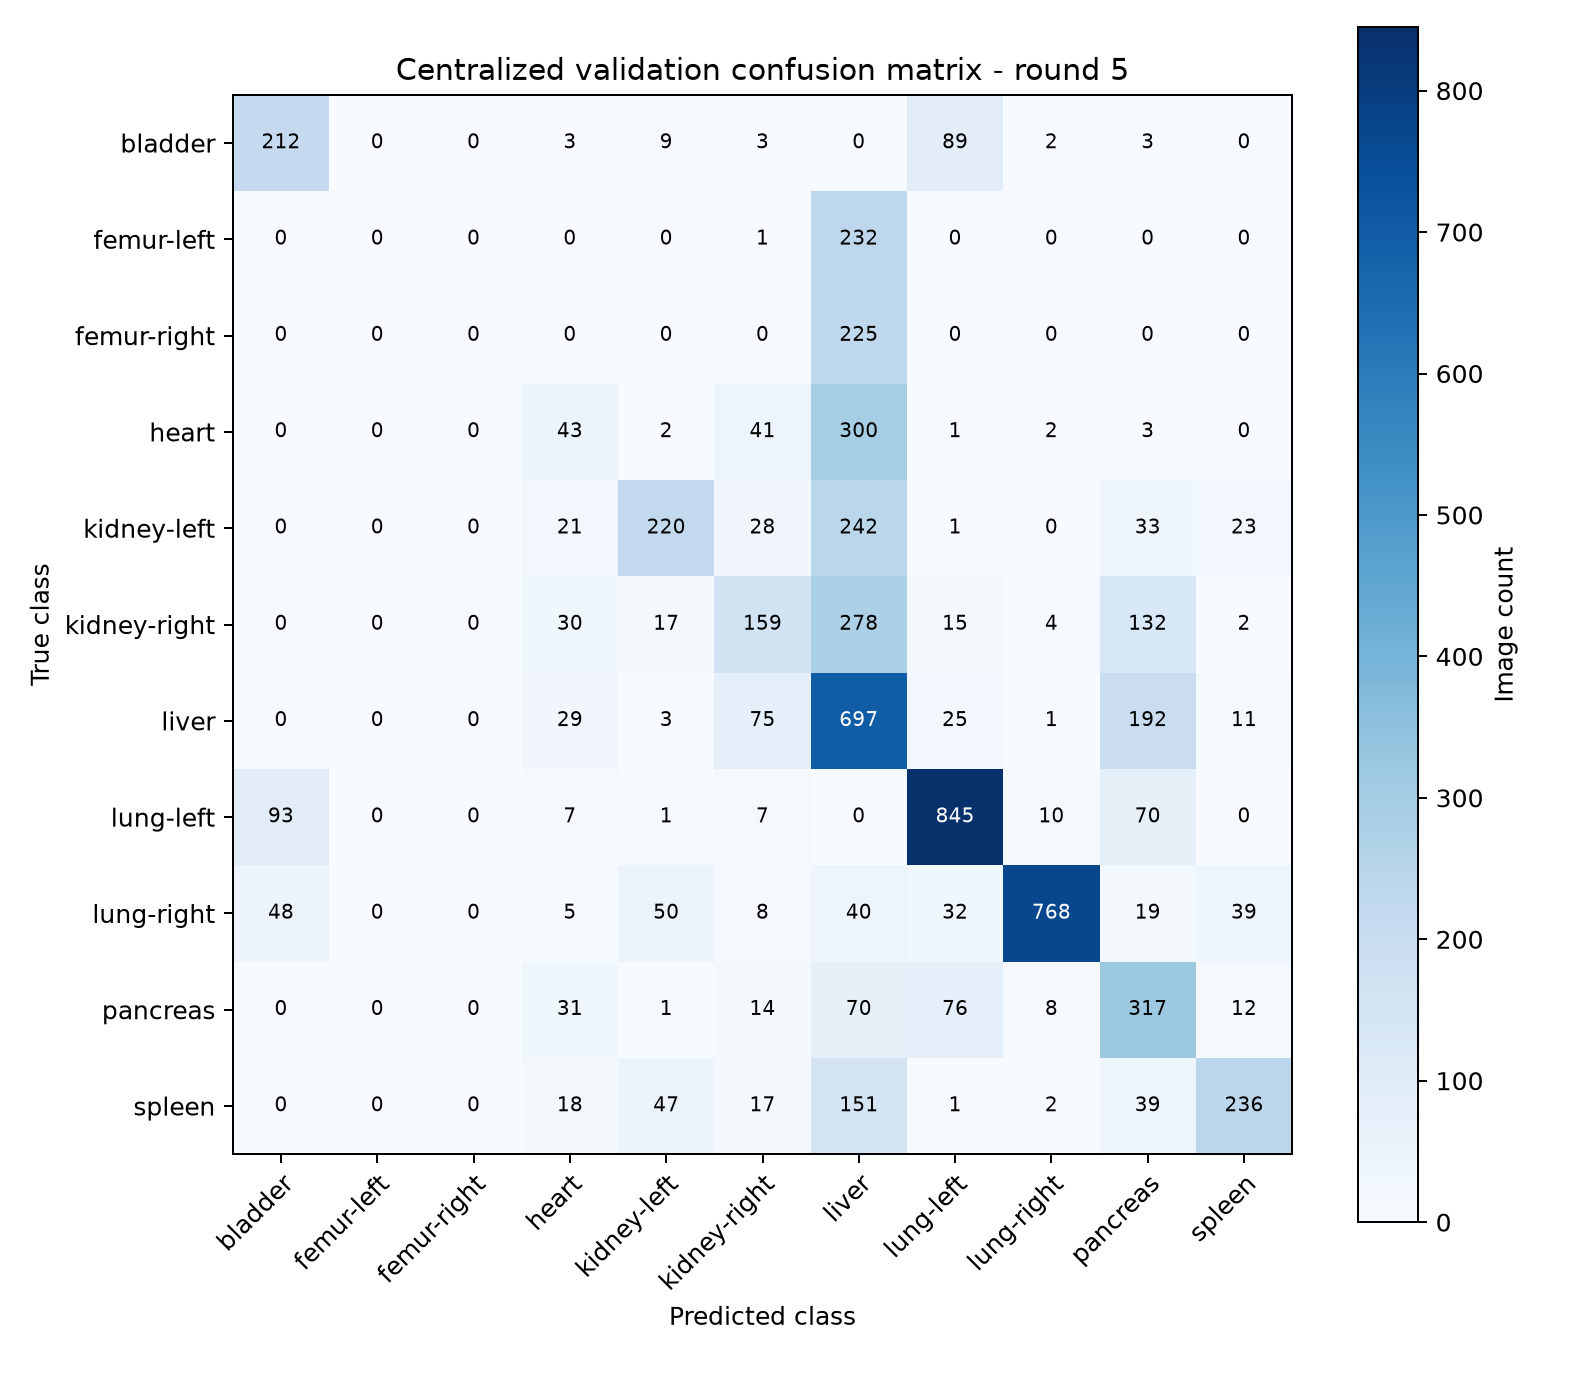 Centralized validation confusion matrix - round 5
bladder 212 0 0 3 9 3 0 89 2 3 0
femur-left 0 0 0 0 0 1 232 0 0 0 0
femur-right 0 0 0 0 0 0 225 0 0 0 0
heart 0 0 0 43 2 41 300 1 2 3 0
kidney-left 0 0 0 21 220 28 242 1 0 33 23
kidney-right 0 0 0 30 17 159 278 15 4 132 2
liver 0 0 0 29 3 75 697 25 1 192 11
lung-left 93 0 0 7 1 7 0 845 10 70 0
lung-right 48 0 0 5 50 8 40 32 768 19 39
pancreas 0 0 0 31 1 14 70 76 8 317 12
spleen 0 0 0 18 47 17 151 1 2 39 236
bladder femur-left femur-right heart kidney-left kidney-right liver lung-left lung-right pancreas spleen
Predicted class
True class
800
700
600
500
400
300
200
100
0
Image count